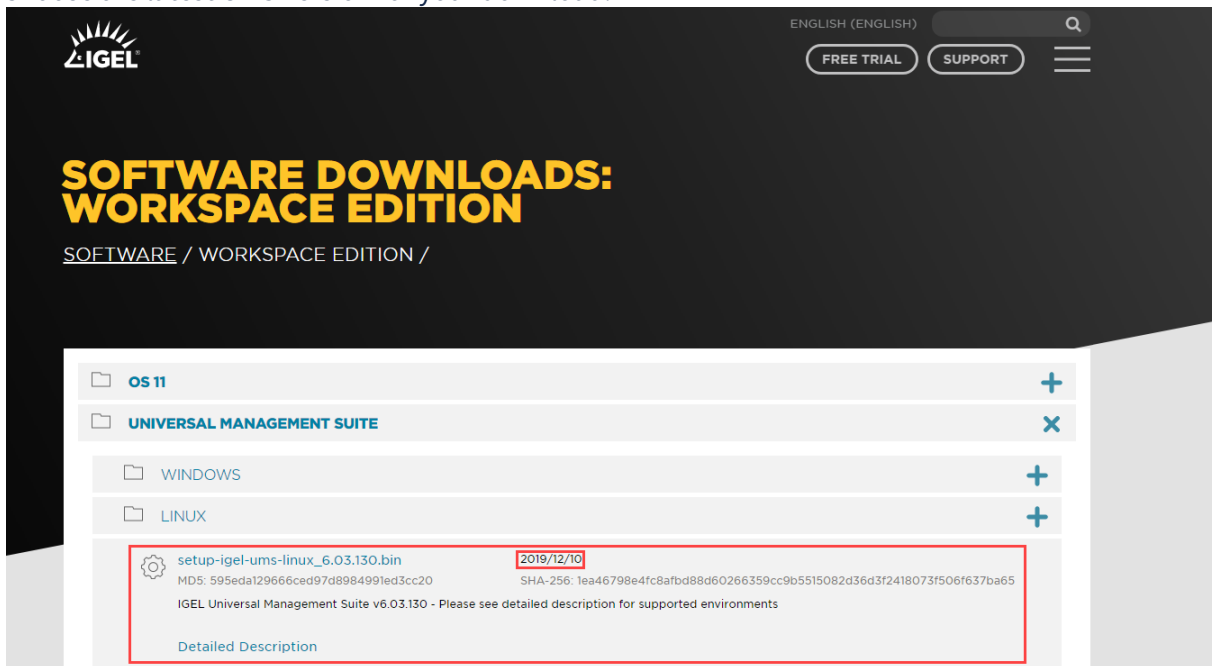 ENGLISH (ENGLISH)
IGEL
FREE TRIAL
SUPPORT
SOFTWARE DOWNLOADS:
WORKSPACE EDITION
SOFTWARE / WORKSPACE EDITION /
OS 11
UNIVERSAL MANAGEMENT SUITE
WINDOWS
LINUX
setup-igel-ums-linux_6.03.130.bin 2019/12/10
MD5: 595eda129666ced97d8984991ed3cc20 SHA-256: 1ea46798e4fc8afbd88d60266359cc9b5515082d36d3f2418073f506f637ba65
IGEL Universal Management Suite v6.03.130 - Please see detailed description for supported environments
Detailed Description